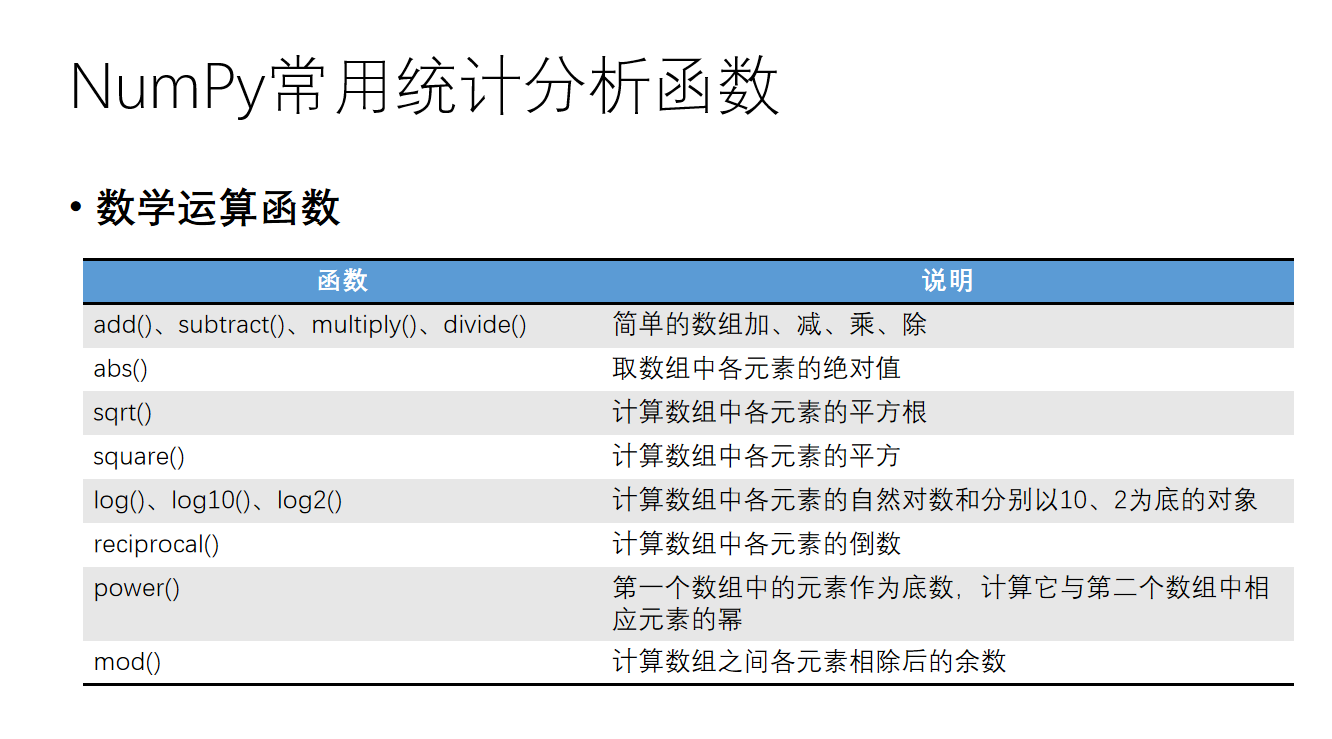 NumPy常用统计分析函数
• 数学运算函数
函数 说明
add()、subtract()、multiply()、divide() 简单的数组加、减、乘、除
abs() 取数组中各元素的绝对值
sqrt() 计算数组中各元素的平方根
square() 计算数组中各元素的平方
log()、log10()、log2() 计算数组中各元素的自然对数和分别以10、2为底的对象
reciprocal() 计算数组中各元素的倒数
power() 第一个数组中的元素作为底数，计算它与第二个数组中相
应元素的幂
mod() 计算数组之间各元素相除后的余数